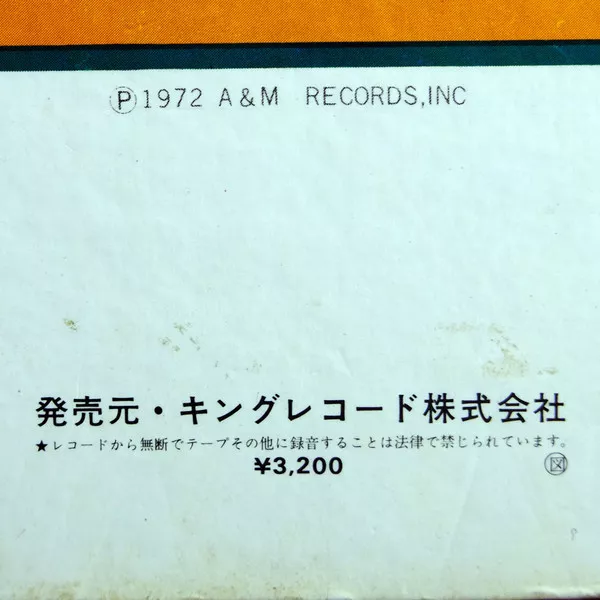 Ⓟ1972 A&M RECORDS,INC
発売元・キングレコード株式会社
★レコードから無断でテープその他に録音することは法律で禁じられています。
¥3,200
図